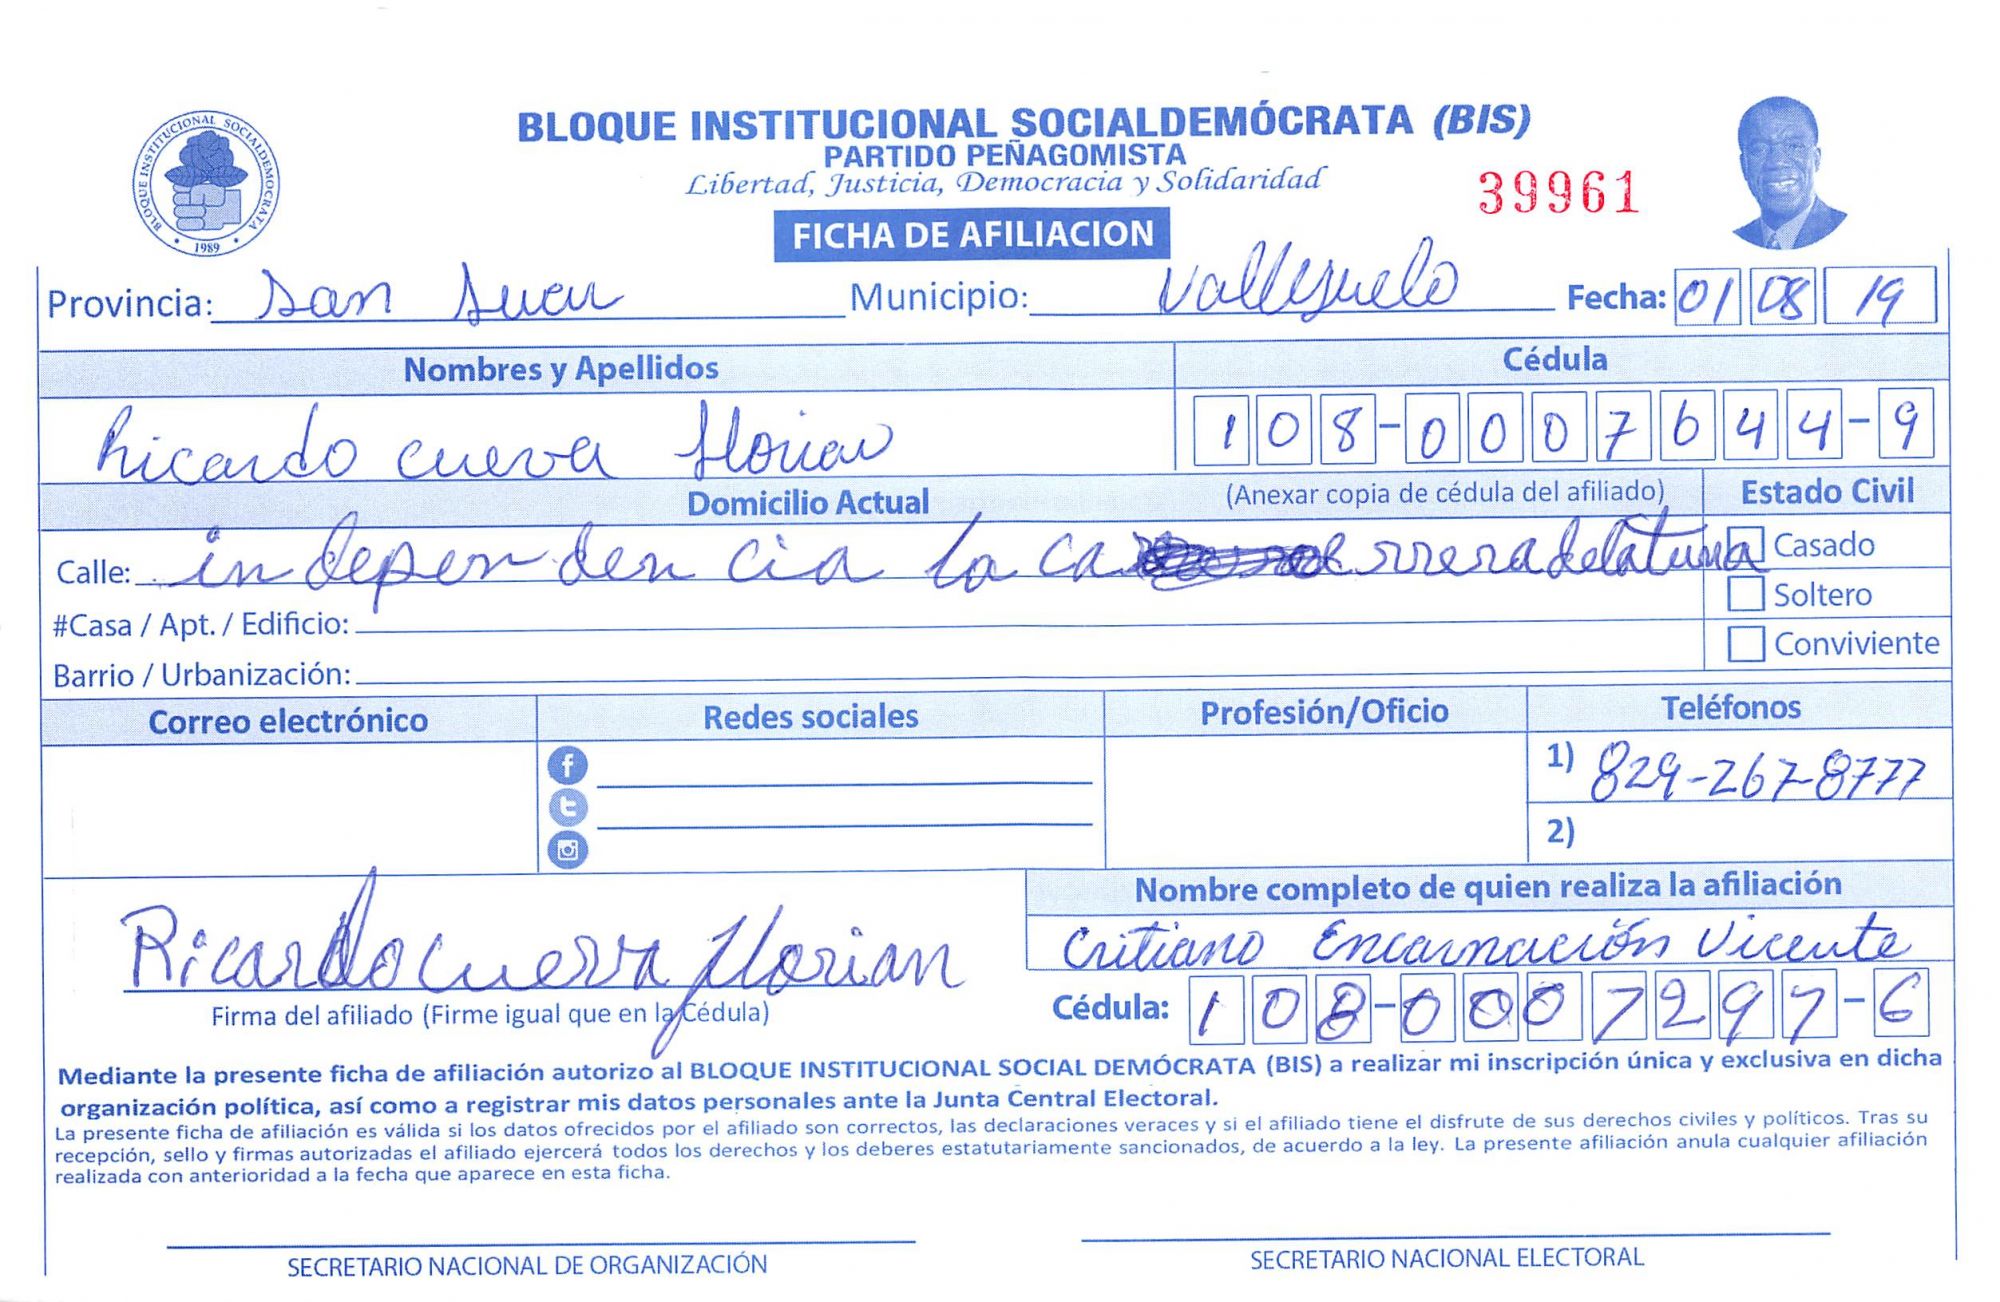 BLOQUE INSTITUCIONAL SOCIALDEMOCRATA
1989
BLOQUE INSTITUCIONAL SOCIALDEMÓCRATA (BIS)
PARTIDO PEÑAGOMISTA
Libertad, Justicia, Democracia y Solidaridad
39961
FICHA DE AFILIACION
Provincia: san Juan Municipio: Vallejuelo Fecha: 01 08 19
Nombres y Apellidos Cédula
Ricardo cueva florian 108-0007644-9
Domicilio Actual (Anexar copia de cédula del afiliado) Estado Civil
Calle: independencia la ca rreradelatuna Casado
Soltero
#Casa / Apt. / Edificio:
Conviviente
Barrio / Urbanización:
Correo electrónico Redes sociales Profesión/Oficio Teléfonos
1) 829-267-8777
2)
Nombre completo de quien realiza la afiliación
Critiano Encarnación Vicente
Ricardo cueva florian
Firma del afiliado (Firme igual que en la Cédula) Cédula: 108-0007297-6
Mediante la presente ficha de afiliación autorizo al BLOQUE INSTITUCIONAL SOCIAL DEMÓCRATA (BIS) a realizar mi inscripción única y exclusiva en dicha
organización política, así como a registrar mis datos personales ante la Junta Central Electoral.
La presente ficha de afiliación es válida si los datos ofrecidos por el afiliado son correctos, las declaraciones veraces y si el afiliado tiene el disfrute de sus derechos civiles y políticos. Tras su
recepción, sello y firmas autorizadas el afiliado ejercerá todos los derechos y los deberes estatutariamente sancionados, de acuerdo a la ley. La presente afiliación anula cualquier afiliación
realizada con anterioridad a la fecha que aparece en esta ficha.
SECRETARIO NACIONAL DE ORGANIZACIÓN SECRETARIO NACIONAL ELECTORAL